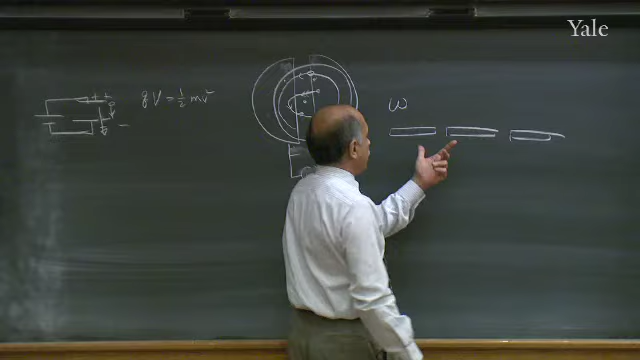 Yale
qV = ½ mv²
ω
++
−